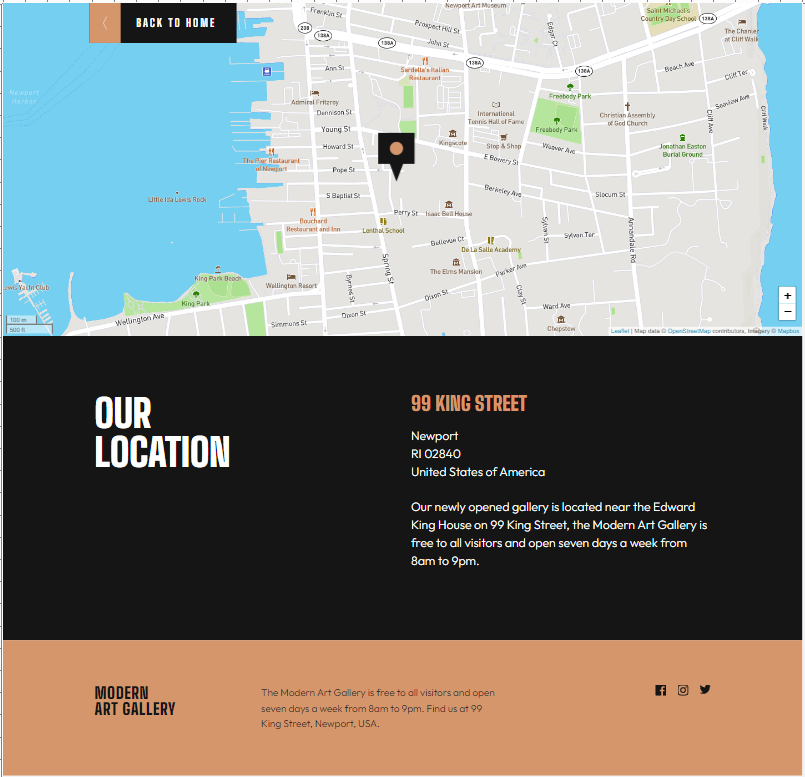 BACK TO HOME
Franklin St
238
138A
Prospect Hill St
John St
138A
Newport Art Museum
Edgar Ct
Saint Michael's
Country Day School
138A
The Chanler
at Cliff Walk
138A
138A
Newport
Harbor
Ann St
Sardella's Italian
Restaurant
Beach Ave
Cliff Ter
Admiral Fitzroy
Freebody Park
Seaview Ave
Dennison St
International
Tennis Hall of Fame
Christian Assembly
of God Church
Cliff Ave
Cliff Walk
Young St
Freebody Park
Howard St
Kingscote
Stop & Shop
Weaver Ave
Jonathan Easton
Burial Ground
The Pier Restaurant
of Newport
E Bowery St
Pope St
Little Ida Lewis Rock
S Baptist St
Berkeley Ave
Slocum St
Perry St
Isaac Bell House
Bouchard
Restaurant and Inn
Lenthal School
Sylvan St
Sylvan Ter
Annandale Rd
Bellevue Ct
De La Salle Academy
King Park Beach
Wellington Resort
Spring St
The Elms Mansion
Parker Ave
ewis Yacht Club
Byrnes St
Dixon St
Clay St
King Park
Wellington Ave
Simmons St
Dixon St
Ward Ave
Chepstow
+
−
100 m
500 ft
Leaflet | Map data © OpenStreetMap contributors, Imagery © Mapbox
OUR
LOCATION
99 KING STREET
Newport
RI 02840
United States of America
Our newly opened gallery is located near the Edward
King House on 99 King Street, the Modern Art Gallery is
free to all visitors and open seven days a week from
8am to 9pm.
MODERN
ART GALLERY
The Modern Art Gallery is free to all visitors and open
seven days a week from 8am to 9pm. Find us at 99
King Street, Newport, USA.